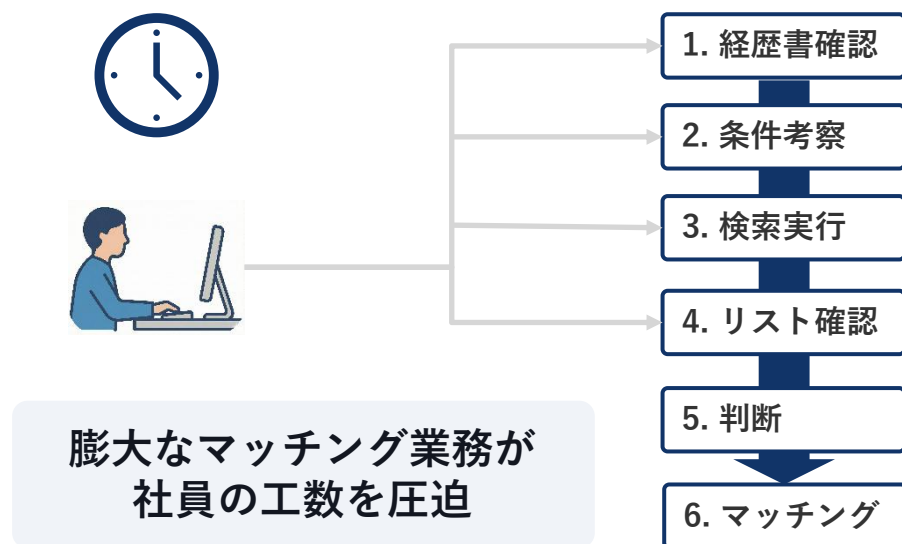 1. 経歴書確認
2. 条件考察
3. 検索実行
4. リスト確認
5. 判断
6. マッチング
膨大なマッチング業務が
社員の工数を圧迫